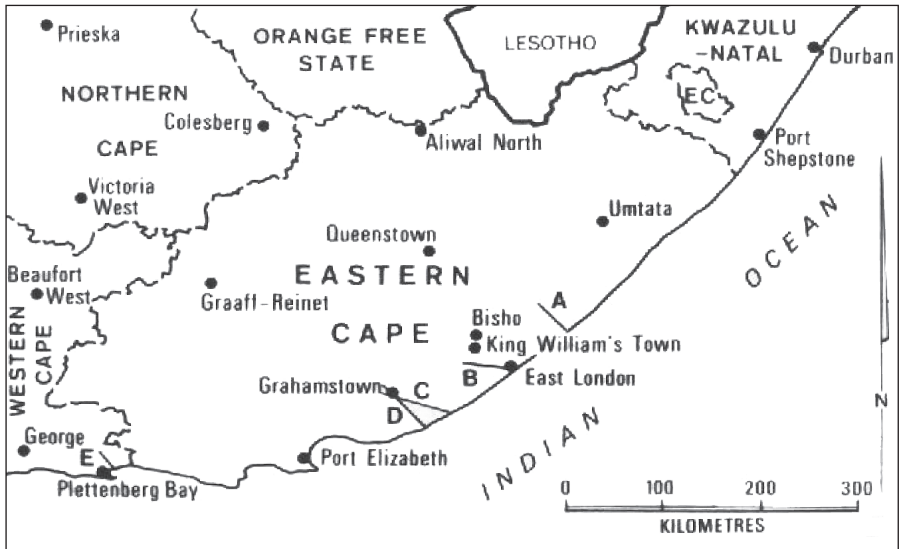 Prieska
ORANGE FREE
STATE
LESOTHO
KWAZULU
-NATAL
Durban
NORTHERN
CAPE
EC
Colesberg
Aliwal North
Port
Shepstone
Victoria
West
Umtata
Queenstown
OCEAN
EASTERN
CAPE
Beaufort
West
Graaff-Reinet
A
Bisho
King William's Town
WESTERN
CAPE
B
East London
Grahamstown
C
D
INDIAN
N
George
E
Port Elizabeth
Plettenberg Bay
0 100 200 300
KILOMETRES